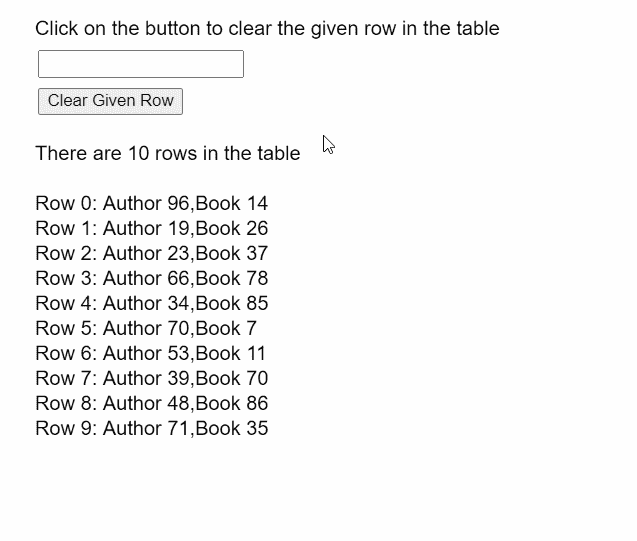 Click on the button to clear the given row in the table
Clear Given Row
There are 10 rows in the table
Row 0: Author 96,Book 14
Row 1: Author 19,Book 26
Row 2: Author 23,Book 37
Row 3: Author 66,Book 78
Row 4: Author 34,Book 85
Row 5: Author 70,Book 7
Row 6: Author 53,Book 11
Row 7: Author 39,Book 70
Row 8: Author 48,Book 86
Row 9: Author 71,Book 35